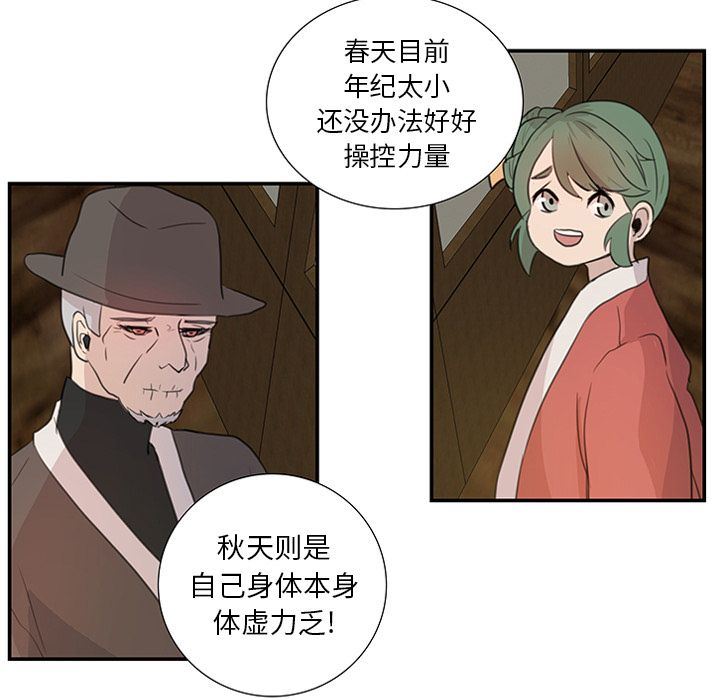 春天目前
年纪太小
还没办法好好
操控力量
秋天则是
自己身体本身
体虚力乏!